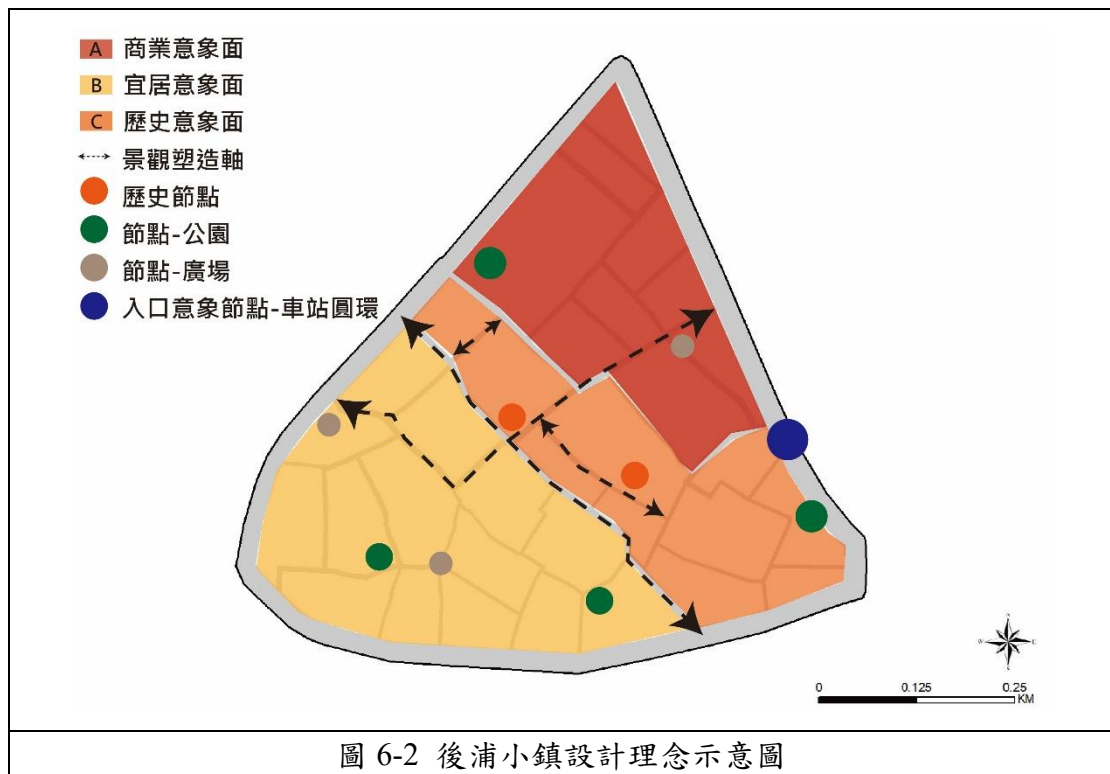 A 商業意象面
B 宜居意象面
C 歷史意象面
景觀塑造軸
歷史節點
節點-公園
節點-廣場
入口意象節點-車站圓環
N
W E
S
0 0.125 0.25
KM
圖 6-2 後浦小鎮設計理念示意圖